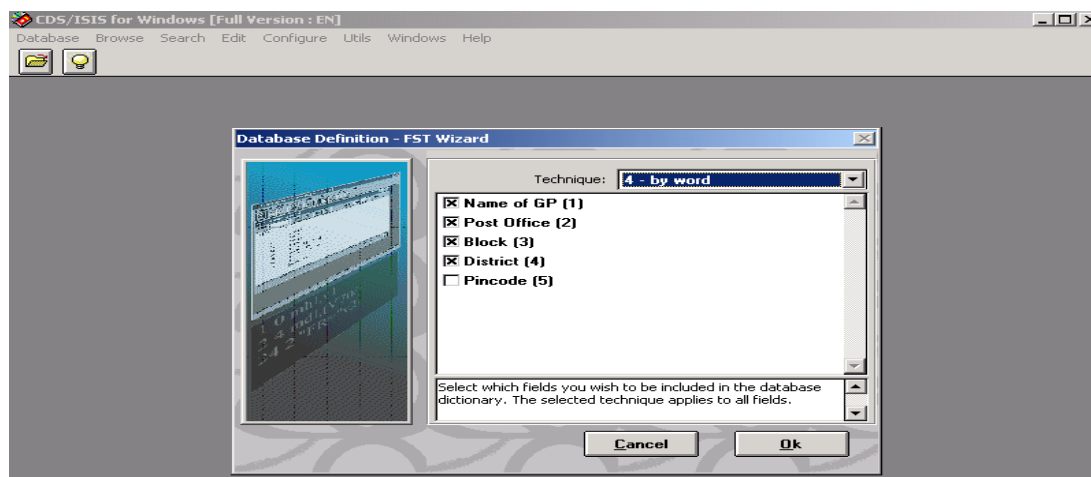 CDS/ISIS for Windows [Full Version : EN]
Database Browse Search Edit Configure Utils Windows Help
Database Definition - FST Wizard
Technique: 4 - by word
Name of GP (1)
Post Office (2)
Block (3)
District (4)
Pincode (5)
Select which fields you wish to be included in the database
dictionary. The selected technique applies to all fields.
Cancel Ok